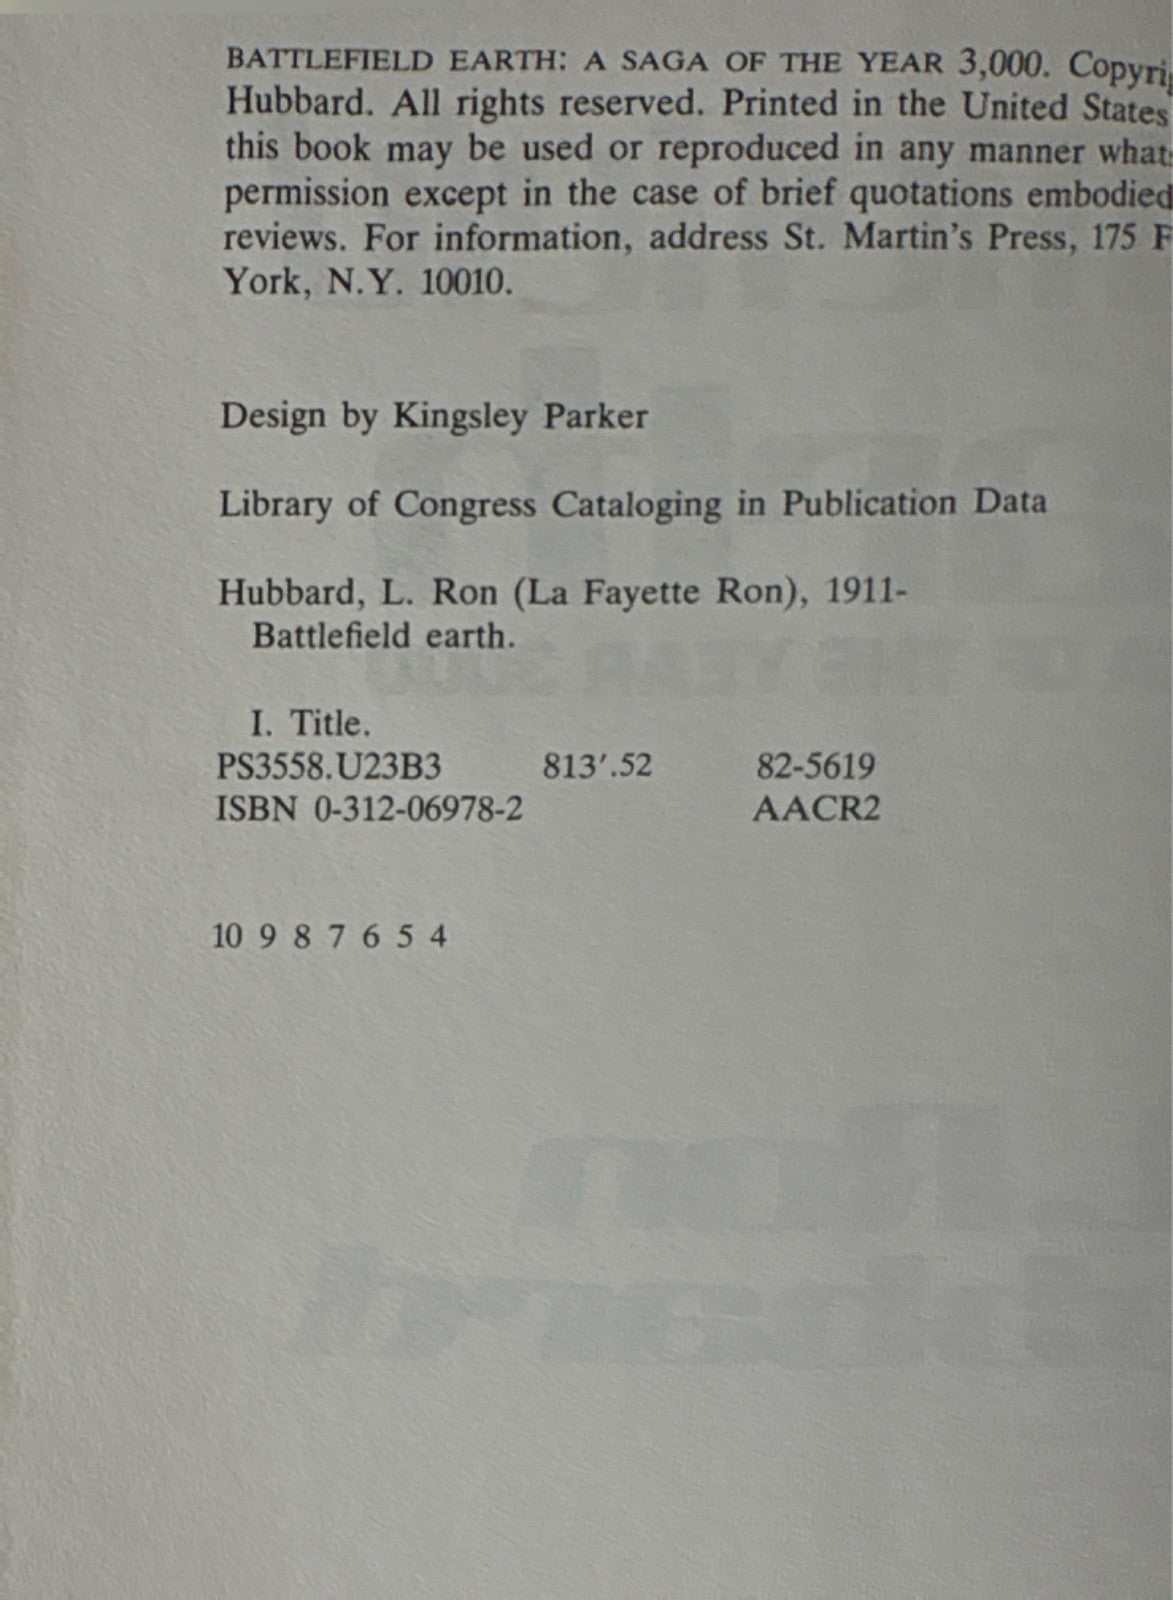 BATTLEFIELD EARTH: A SAGA OF THE YEAR 3,000. Copyri
Hubbard. All rights reserved. Printed in the United States
this book may be used or reproduced in any manner what
permission except in the case of brief quotations embodied
reviews. For information, address St. Martin's Press, 175 F
York, N.Y. 10010.
Design by Kingsley Parker
Library of Congress Cataloging in Publication Data
Hubbard, L. Ron (La Fayette Ron), 1911-
Battlefield earth.
I. Title.
PS3558.U23B3 813'.52 82-5619
ISBN 0-312-06978-2 AACR2
10 9 8 7 6 5 4